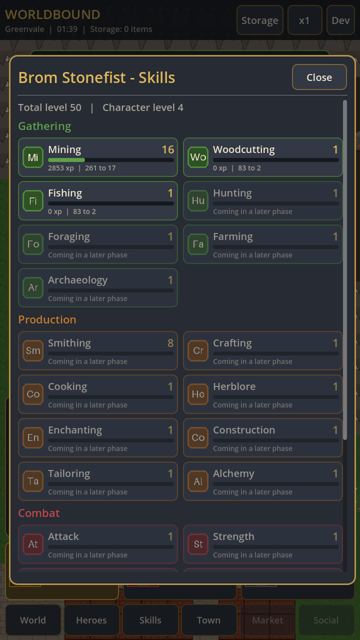 WORLDBOUND
Greenvale | 01:39 | Storage: 0 items
Storage
x1
Dev
Brom Stonefist - Skills
Close
Total level 50 | Character level 4
Gathering
Mi
Mining
16
2853 xp | 261 to 17
Wo
Woodcutting
1
0 xp | 83 to 2
Fi
Fishing
1
0 xp | 83 to 2
Hu
Hunting
1
Coming in a later phase
Fo
Foraging
1
Coming in a later phase
Fa
Farming
1
Coming in a later phase
Ar
Archaeology
1
Coming in a later phase
Production
Sm
Smithing
8
Coming in a later phase
Cr
Crafting
1
Coming in a later phase
Co
Cooking
1
Coming in a later phase
He
Herblore
1
Coming in a later phase
En
Enchanting
1
Coming in a later phase
Co
Construction
1
Coming in a later phase
Ta
Tailoring
1
Coming in a later phase
Al
Alchemy
1
Coming in a later phase
Combat
At
Attack
1
Coming in a later phase
St
Strength
1
Coming in a later phase
World
Heroes
Skills
Town
Market
Social